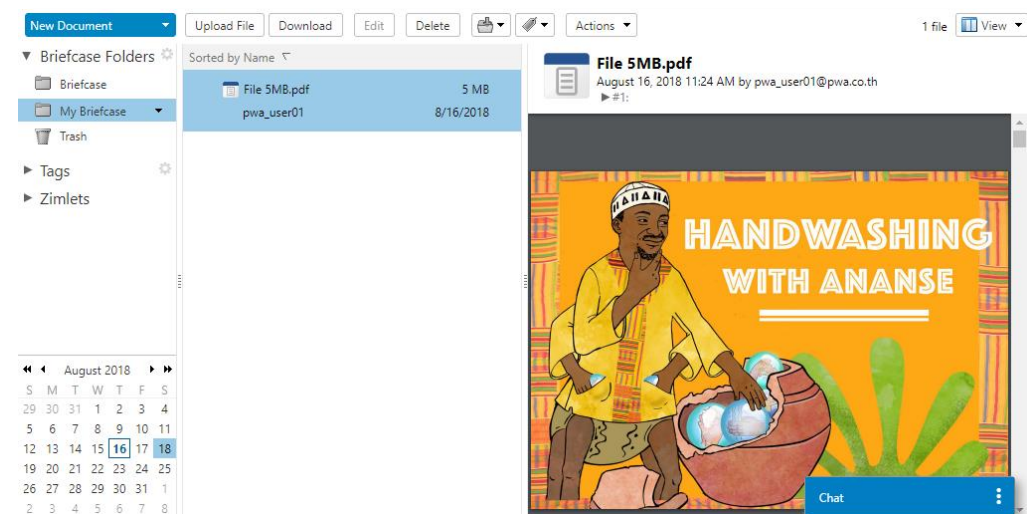 New Document Upload File Download Edit Delete Actions 1 file View
Briefcase Folders
Briefcase
My Briefcase
Trash
Tags
Zimlets
August 2018
S M T W T F S
29 30 31 1 2 3 4
5 6 7 8 9 10 11
12 13 14 15 16 17 18
19 20 21 22 23 24 25
26 27 28 29 30 31 1
2 3 4 5 6 7 8
Sorted by Name
File 5MB.pdf 5 MB
pwa_user01 8/16/2018
File 5MB.pdf
August 16, 2018 11:24 AM by pwa_user01@pwa.co.th
#1:
HANDWASHING
WITH ANANSE
Chat